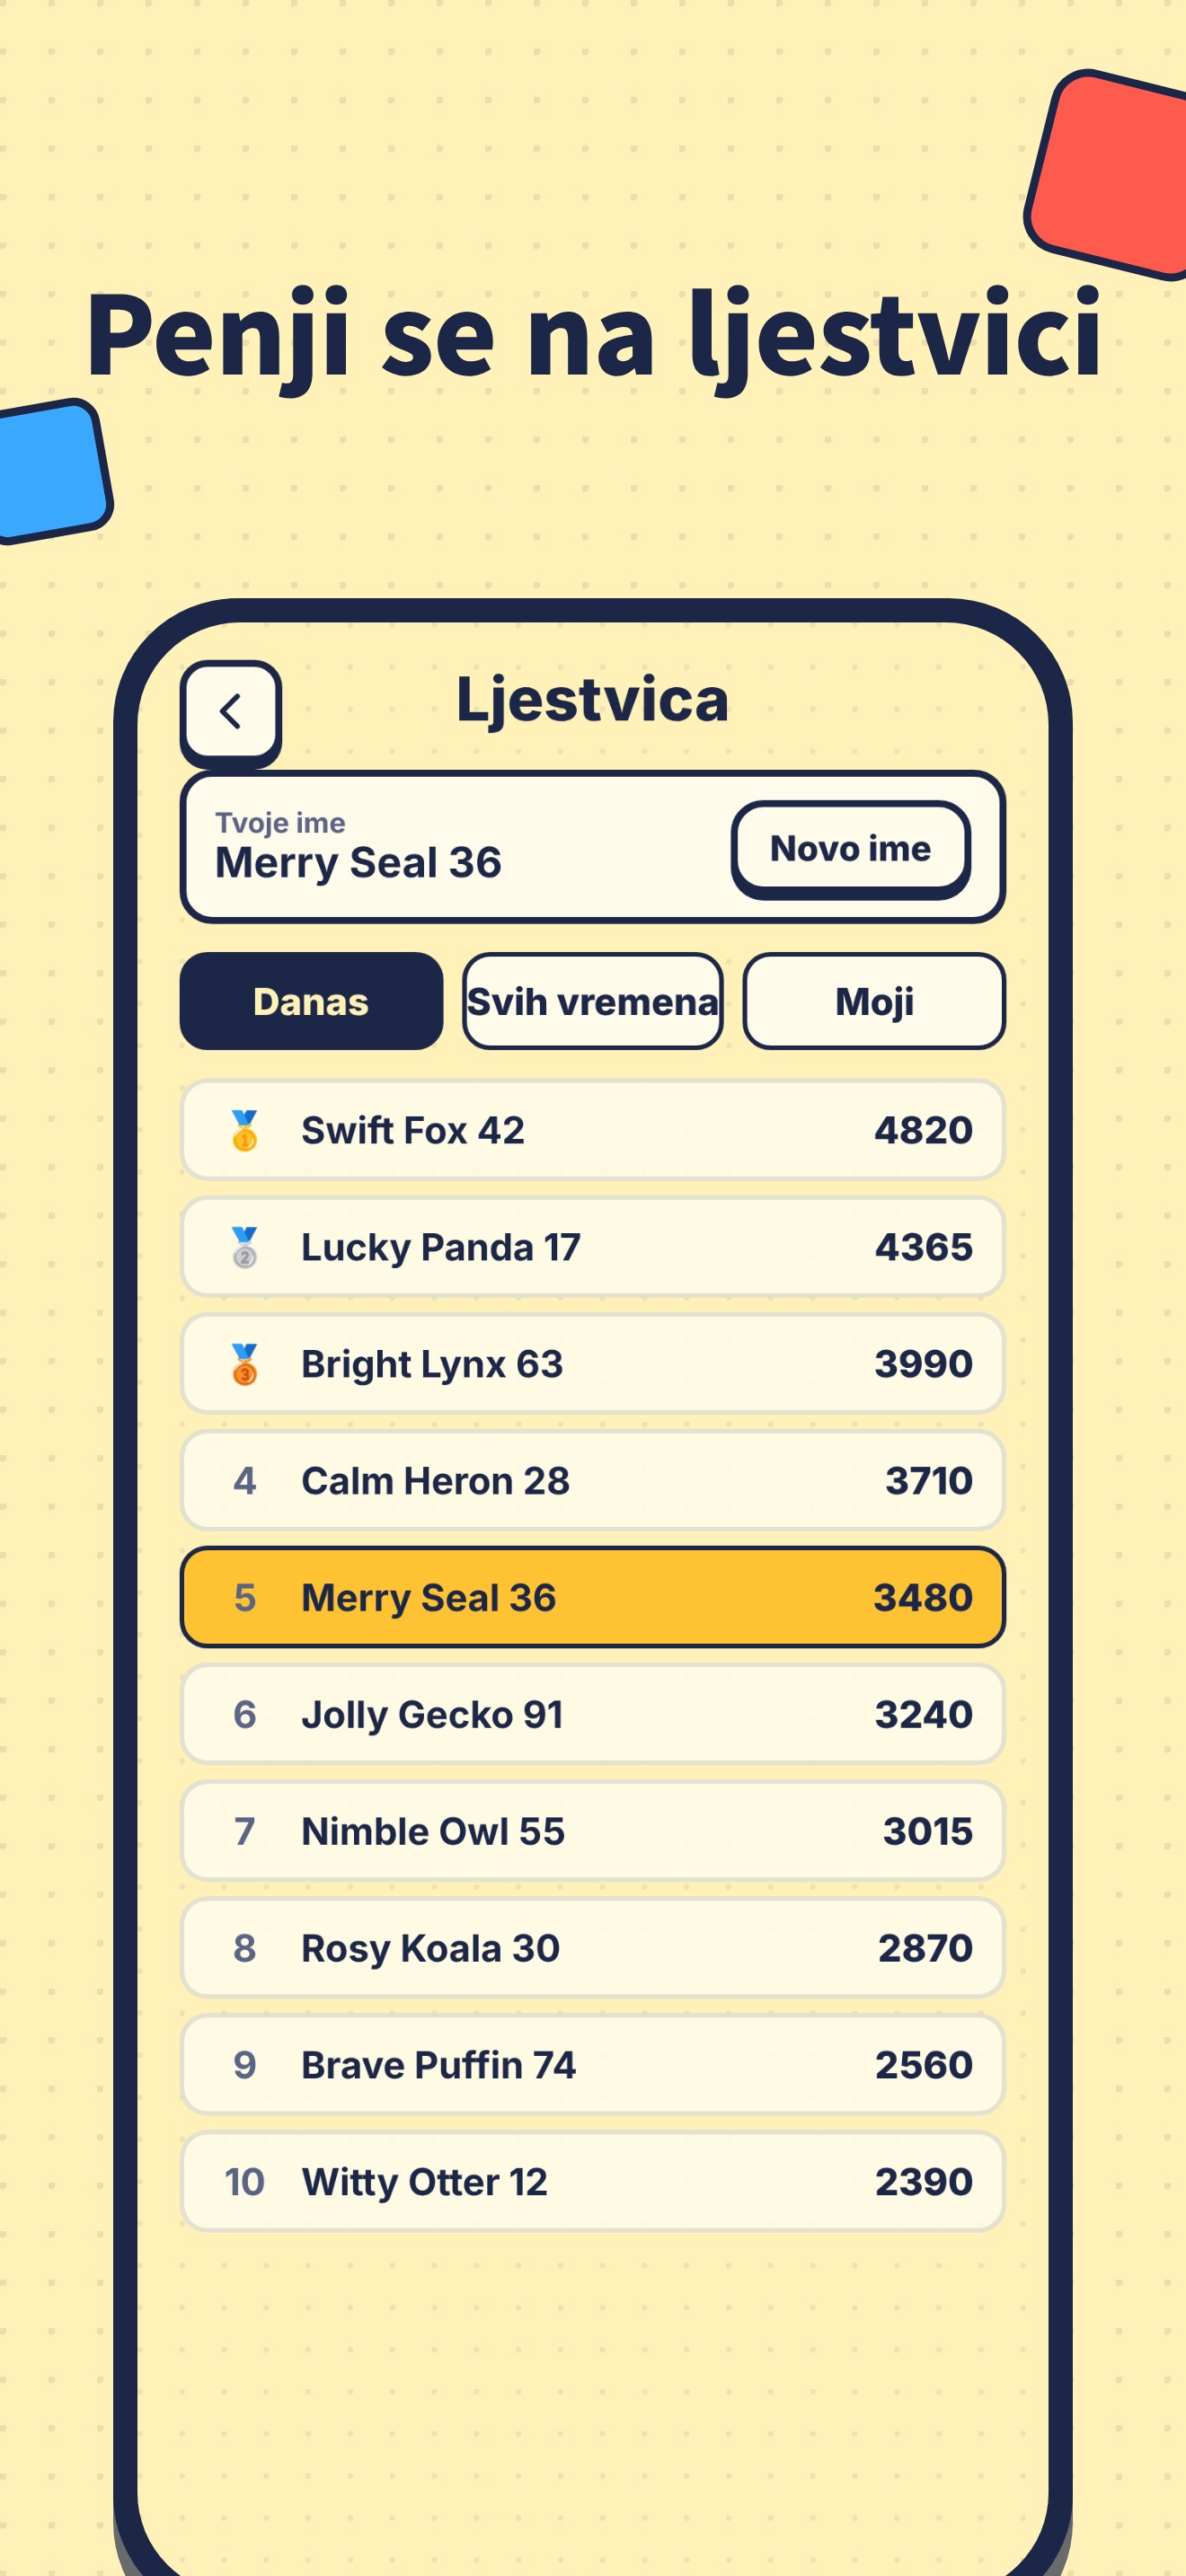 Penji se na ljestvici
Ljestvica
Tvoje ime
Merry Seal 36
Novo ime
Danas
Svih vremena
Moji
🥇 Swift Fox 42 4820
🥈 Lucky Panda 17 4365
🥉 Bright Lynx 63 3990
4 Calm Heron 28 3710
5 Merry Seal 36 3480
6 Jolly Gecko 91 3240
7 Nimble Owl 55 3015
8 Rosy Koala 30 2870
9 Brave Puffin 74 2560
10 Witty Otter 12 2390